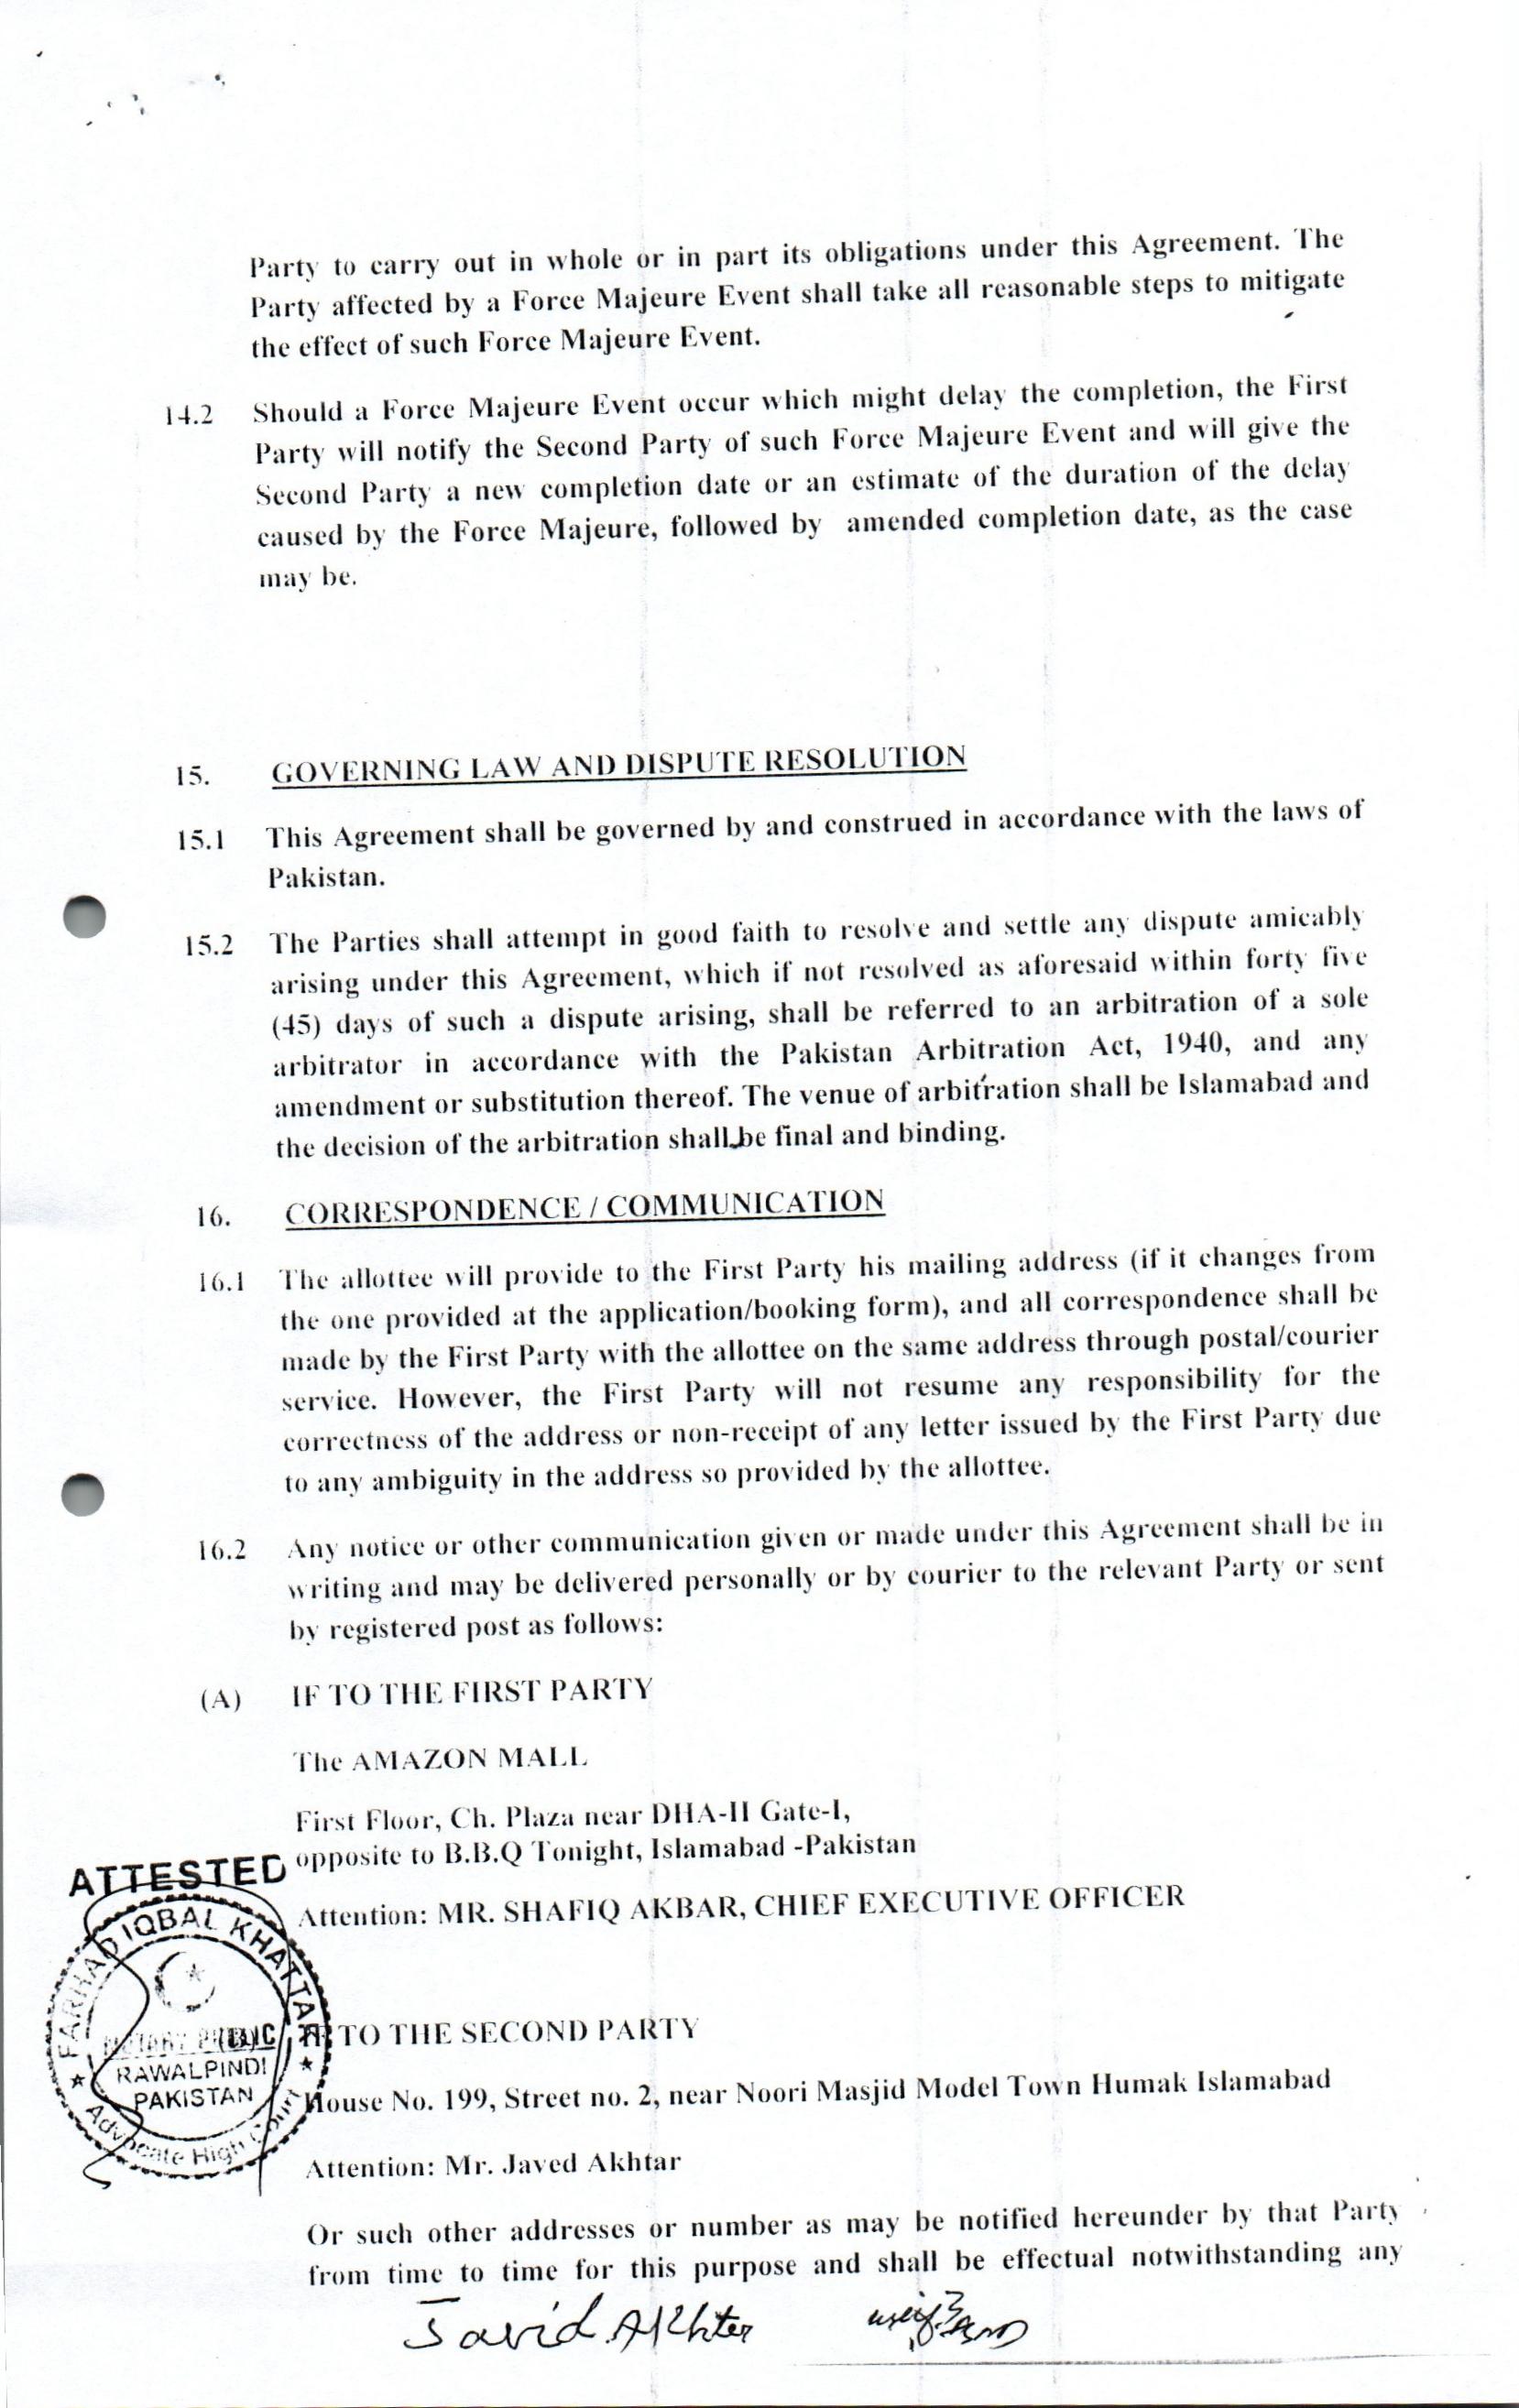 Party to carry out in whole or in part its obligations under this Agreement. The
Party affected by a Force Majeure Event shall take all reasonable steps to mitigate
the effect of such Force Majeure Event.
14.2 Should a Force Majeure Event occur which might delay the completion, the First
Party will notify the Second Party of such Force Majeure Event and will give the
Second Party a new completion date or an estimate of the duration of the delay
caused by the Force Majeure, followed by amended completion date, as the case
may be.
15. GOVERNING LAW AND DISPUTE RESOLUTION
15.1 This Agreement shall be governed by and construed in accordance with the laws of
Pakistan.
15.2 The Parties shall attempt in good faith to resolve and settle any dispute amicably
arising under this Agreement, which if not resolved as aforesaid within forty five
(45) days of such a dispute arising, shall be referred to an arbitration of a sole
arbitrator in accordance with the Pakistan Arbitration Act, 1940, and any
amendment or substitution thereof. The venue of arbitration shall be Islamabad and
the decision of the arbitration shall be final and binding.
16. CORRESPONDENCE / COMMUNICATION
16.1 The allottee will provide to the First Party his mailing address (if it changes from
the one provided at the application/booking form), and all correspondence shall be
made by the First Party with the allottee on the same address through postal/courier
service. However, the First Party will not resume any responsibility for the
correctness of the address or non-receipt of any letter issued by the First Party due
to any ambiguity in the address so provided by the allottee.
16.2 Any notice or other communication given or made under this Agreement shall be in
writing and may be delivered personally or by courier to the relevant Party or sent
by registered post as follows:
(A) IF TO THE FIRST PARTY
The AMAZON MALL
First Floor, Ch. Plaza near DHA-II Gate-I,
opposite to B.B.Q Tonight, Islamabad -Pakistan
Attention: MR. SHAFIQ AKBAR, CHIEF EXECUTIVE OFFICER
ATTESTED
FARHAD IQBAL KHATTAK
NOTARY PUBLIC
RAWALPINDI
PAKISTAN
Advocate High Court
(B) IF TO THE SECOND PARTY
House No. 199, Street no. 2, near Noori Masjid Model Town Humak Islamabad
Attention: Mr. Javed Akhtar
Or such other addresses or number as may be notified hereunder by that Party
from time to time for this purpose and shall be effectual notwithstanding any
Javid Akhter